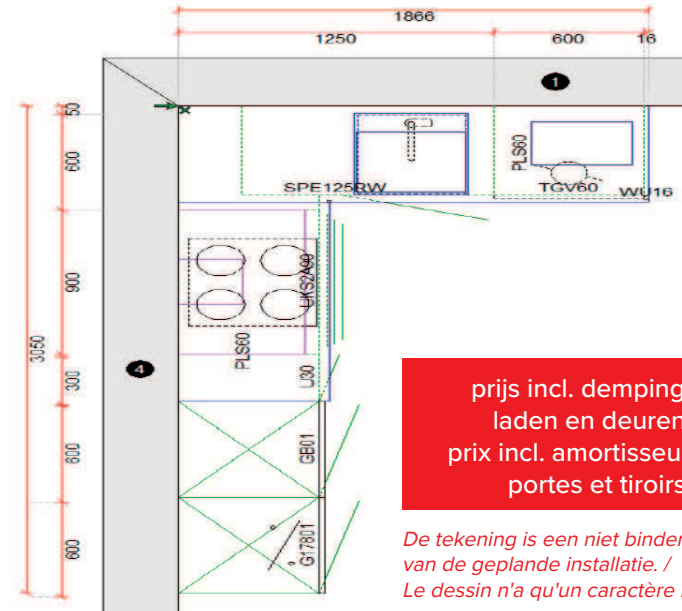 1866
1250 600 16
1
50
600
900
300
600
600
3050
4
SPE125RW
PLS60
TGV60
WU16
UKS2A90
PLS60
U30
GB01
G17801
prijs incl. demping
laden en deuren
prix incl. amortisseu
portes et tiroirs
De tekening is een niet binder
van de geplande installatie. /
Le dessin n'a qu'un caractère